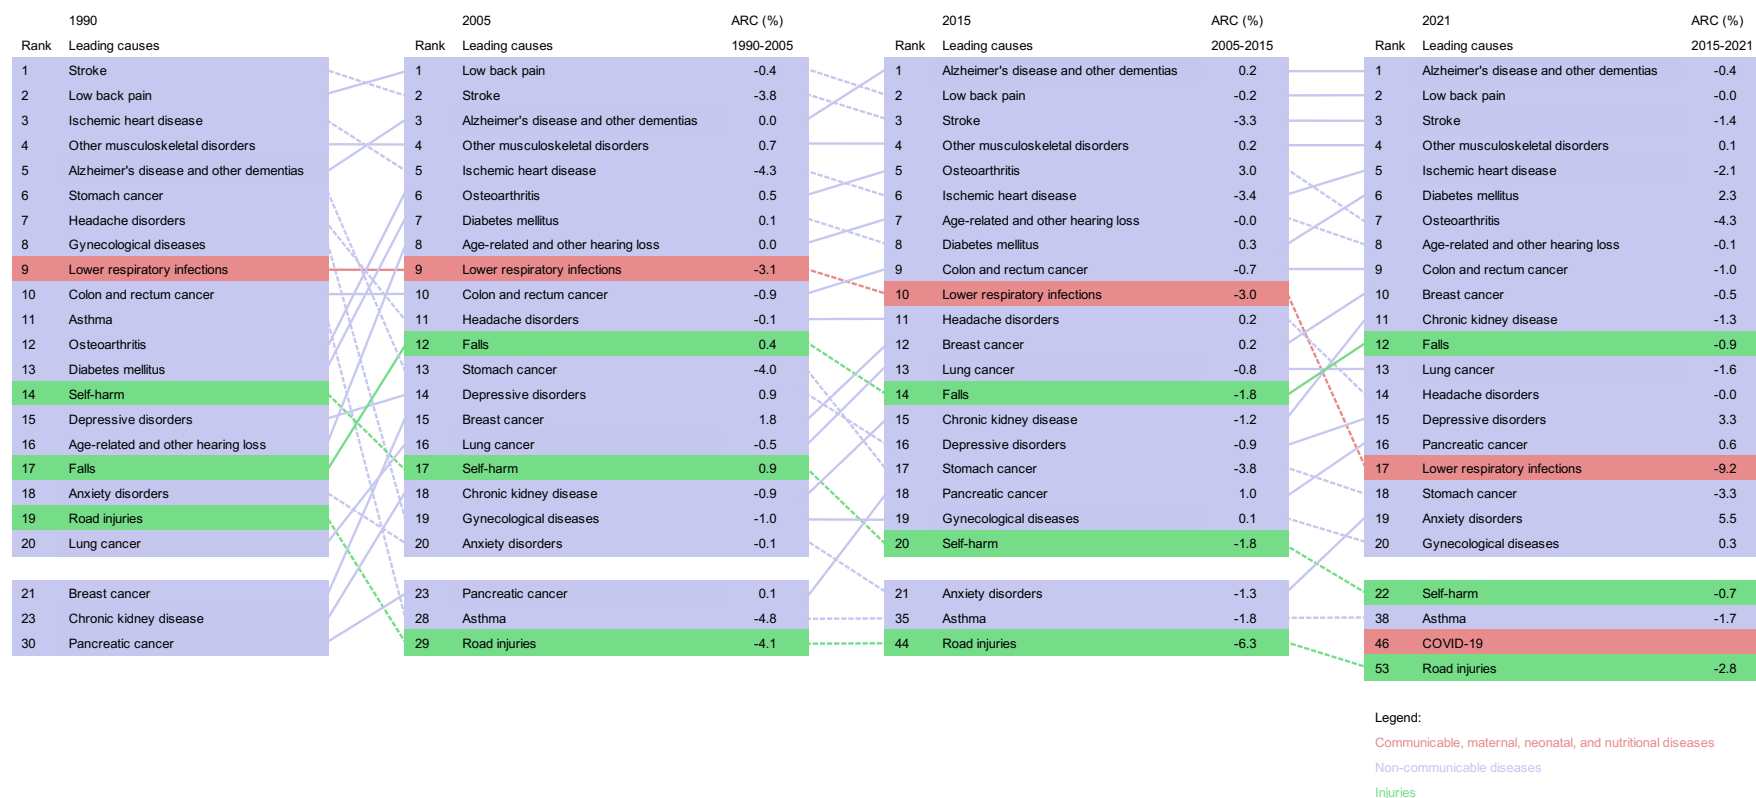 1990 2005 ARC (%) 2015 ARC (%) 2021 ARC (%)
Rank Leading causes Rank Leading causes 1990-2005 Rank Leading causes 2005-2015 Rank Leading causes 2015-2021
1 Stroke 1 Low back pain -0.4 1 Alzheimer's disease and other dementias 0.2 1 Alzheimer's disease and other dementias -0.4
2 Low back pain 2 Stroke -3.8 2 Low back pain -0.2 2 Low back pain -0.0
3 Ischemic heart disease 3 Alzheimer's disease and other dementias 0.0 3 Stroke -3.3 3 Stroke -1.4
4 Other musculoskeletal disorders 4 Other musculoskeletal disorders 0.7 4 Other musculoskeletal disorders 0.2 4 Other musculoskeletal disorders 0.1
5 Alzheimer's disease and other dementias 5 Ischemic heart disease -4.3 5 Osteoarthritis 3.0 5 Ischemic heart disease -2.1
6 Stomach cancer 6 Osteoarthritis 0.5 6 Ischemic heart disease -3.4 6 Diabetes mellitus 2.3
7 Headache disorders 7 Diabetes mellitus 0.1 7 Age-related and other hearing loss -0.0 7 Osteoarthritis -4.3
8 Gynecological diseases 8 Age-related and other hearing loss 0.0 8 Diabetes mellitus 0.3 8 Age-related and other hearing loss -0.1
9 Lower respiratory infections 9 Lower respiratory infections -3.1 9 Colon and rectum cancer -0.7 9 Colon and rectum cancer -1.0
10 Colon and rectum cancer 10 Colon and rectum cancer -0.9 10 Lower respiratory infections -3.0 10 Breast cancer -0.5
11 Asthma 11 Headache disorders -0.1 11 Headache disorders 0.2 11 Chronic kidney disease -1.3
12 Osteoarthritis 12 Falls 0.4 12 Breast cancer 0.2 12 Falls -0.9
13 Diabetes mellitus 13 Stomach cancer -4.0 13 Lung cancer -0.8 13 Lung cancer -1.6
14 Self-harm 14 Depressive disorders 0.9 14 Falls -1.8 14 Headache disorders -0.0
15 Depressive disorders 15 Breast cancer 1.8 15 Chronic kidney disease -1.2 15 Depressive disorders 3.3
16 Age-related and other hearing loss 16 Lung cancer -0.5 16 Depressive disorders -0.9 16 Pancreatic cancer 0.6
17 Falls 17 Self-harm 0.9 17 Stomach cancer -3.8 17 Lower respiratory infections -9.2
18 Anxiety disorders 18 Chronic kidney disease -0.9 18 Pancreatic cancer 1.0 18 Stomach cancer -3.3
19 Road injuries 19 Gynecological diseases -1.0 19 Gynecological diseases 0.1 19 Anxiety disorders 5.5
20 Lung cancer 20 Anxiety disorders -0.1 20 Self-harm -1.8 20 Gynecological diseases 0.3
21 Breast cancer 23 Pancreatic cancer 0.1 21 Anxiety disorders -1.3 22 Self-harm -0.7
23 Chronic kidney disease 28 Asthma -4.8 35 Asthma -1.8 38 Asthma -1.7
30 Pancreatic cancer 29 Road injuries -4.1 44 Road injuries -6.3 46 COVID-19
53 Road injuries -2.8
Legend:
Communicable, maternal, neonatal, and nutritional diseases
Non-communicable diseases
Injuries